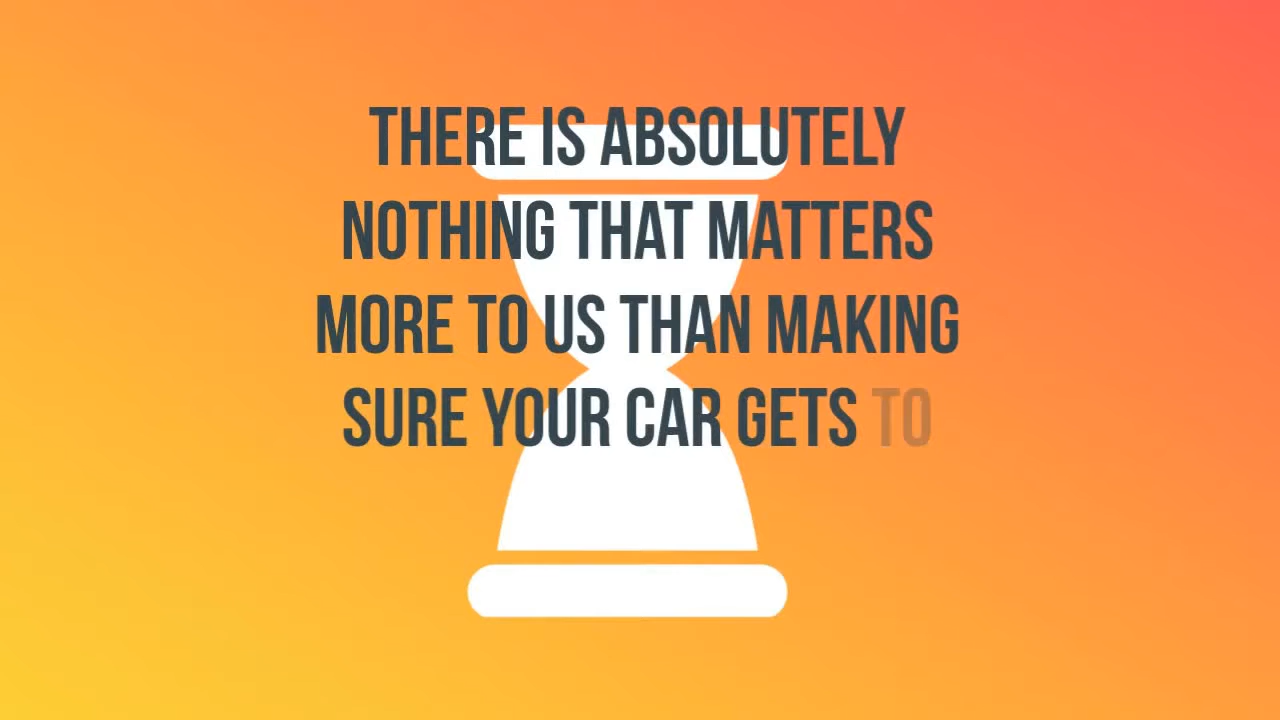 THERE IS ABSOLUTELY
NOTHING THAT MATTERS
MORE TO US THAN MAKING
SURE YOUR CAR GETS TO